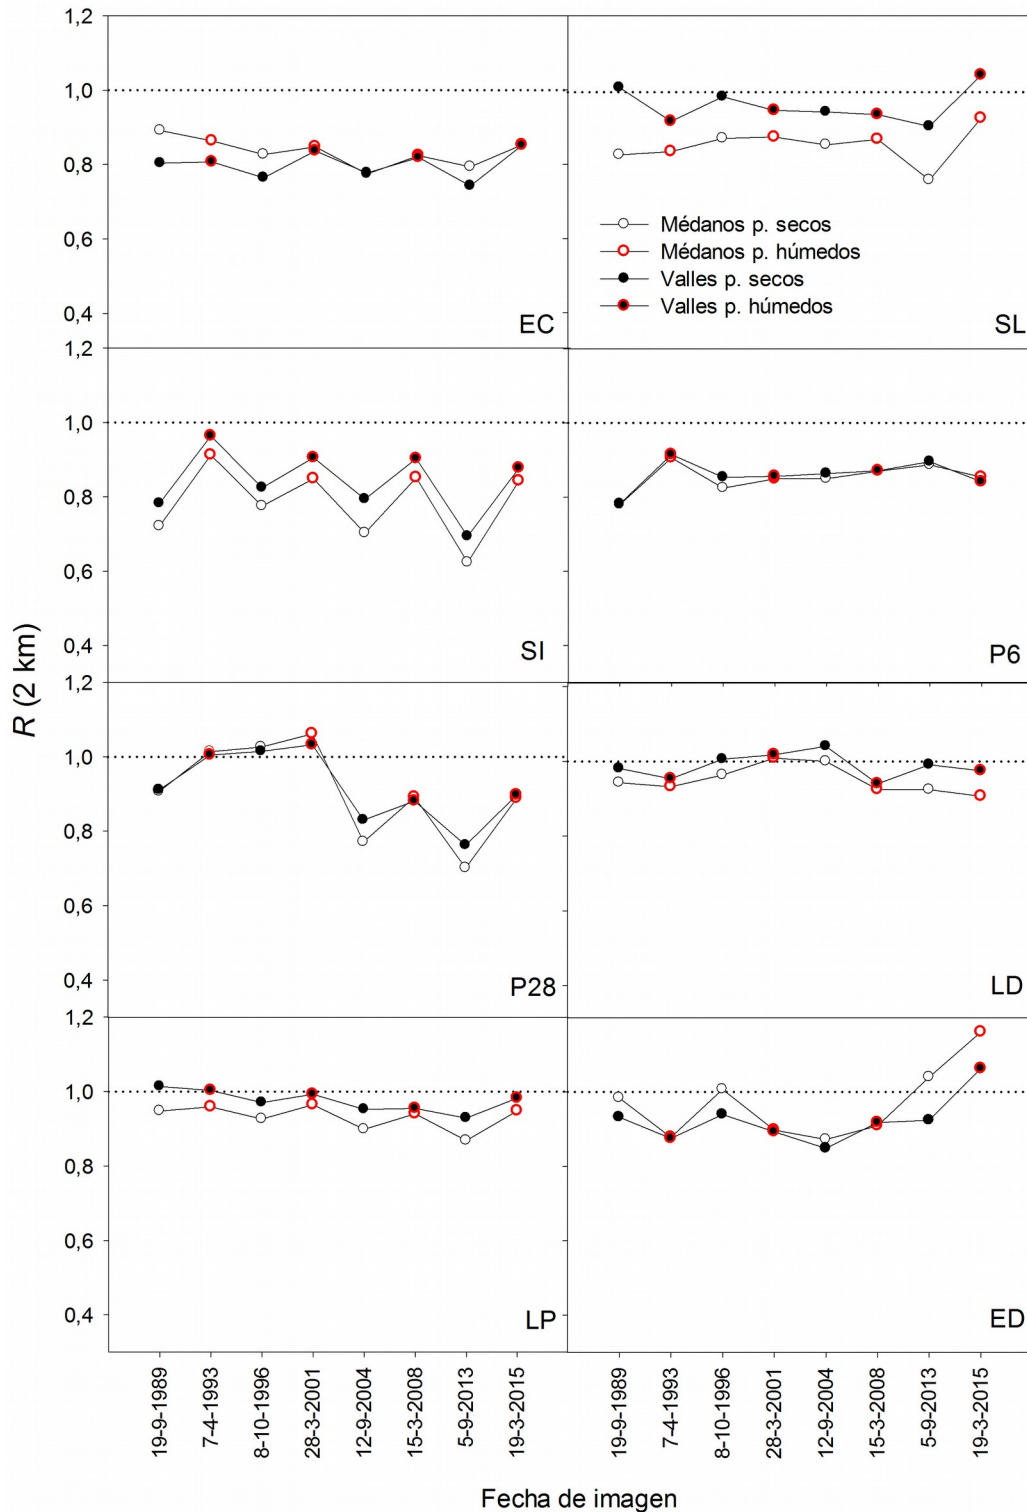 1,2
1,0
0,8
0,6
0,4
EC
Médanos p. secos
Médanos p. húmedos
Valles p. secos
Valles p. húmedos
SL
1,2
1,0
0,8
0,6
0,4
SI
P6
R (2 km)
1,2
1,0
0,8
0,6
0,4
P28
LD
1,2
1,0
0,8
0,6
0,4
LP
ED
19-9-1989
7-4-1993
8-10-1996
28-3-2001
12-9-2004
15-3-2008
5-9-2013
19-3-2015
19-9-1989
7-4-1993
8-10-1996
28-3-2001
12-9-2004
15-3-2008
5-9-2013
19-3-2015
Fecha de imagen